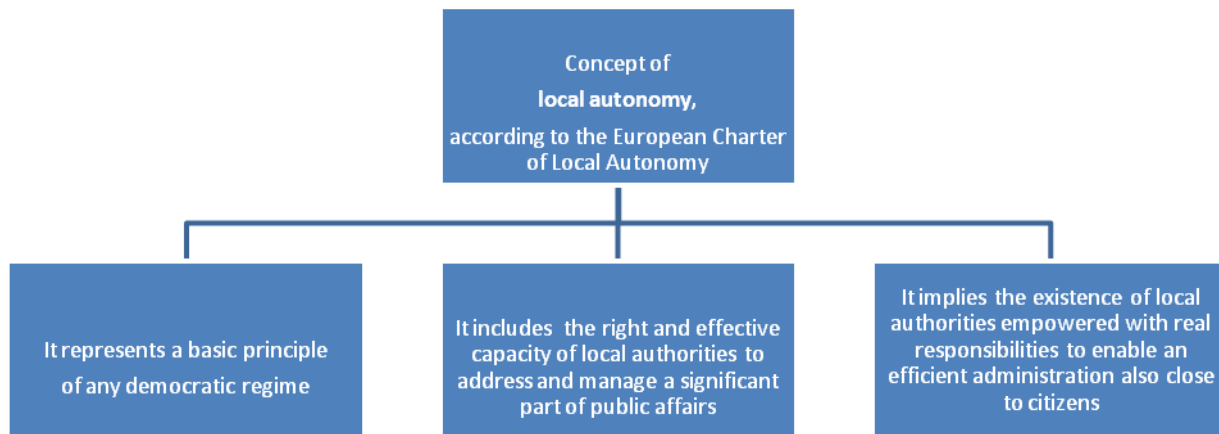 Concept of
local autonomy,
according to the European Charter
of Local Autonomy
It represents a basic principle
of any democratic regime
It includes the right and effective
capacity of local authorities to
address and manage a significant
part of public affairs
It implies the existence of local
authorities empowered with real
responsibilities to enable an
efficient administration also close
to citizens